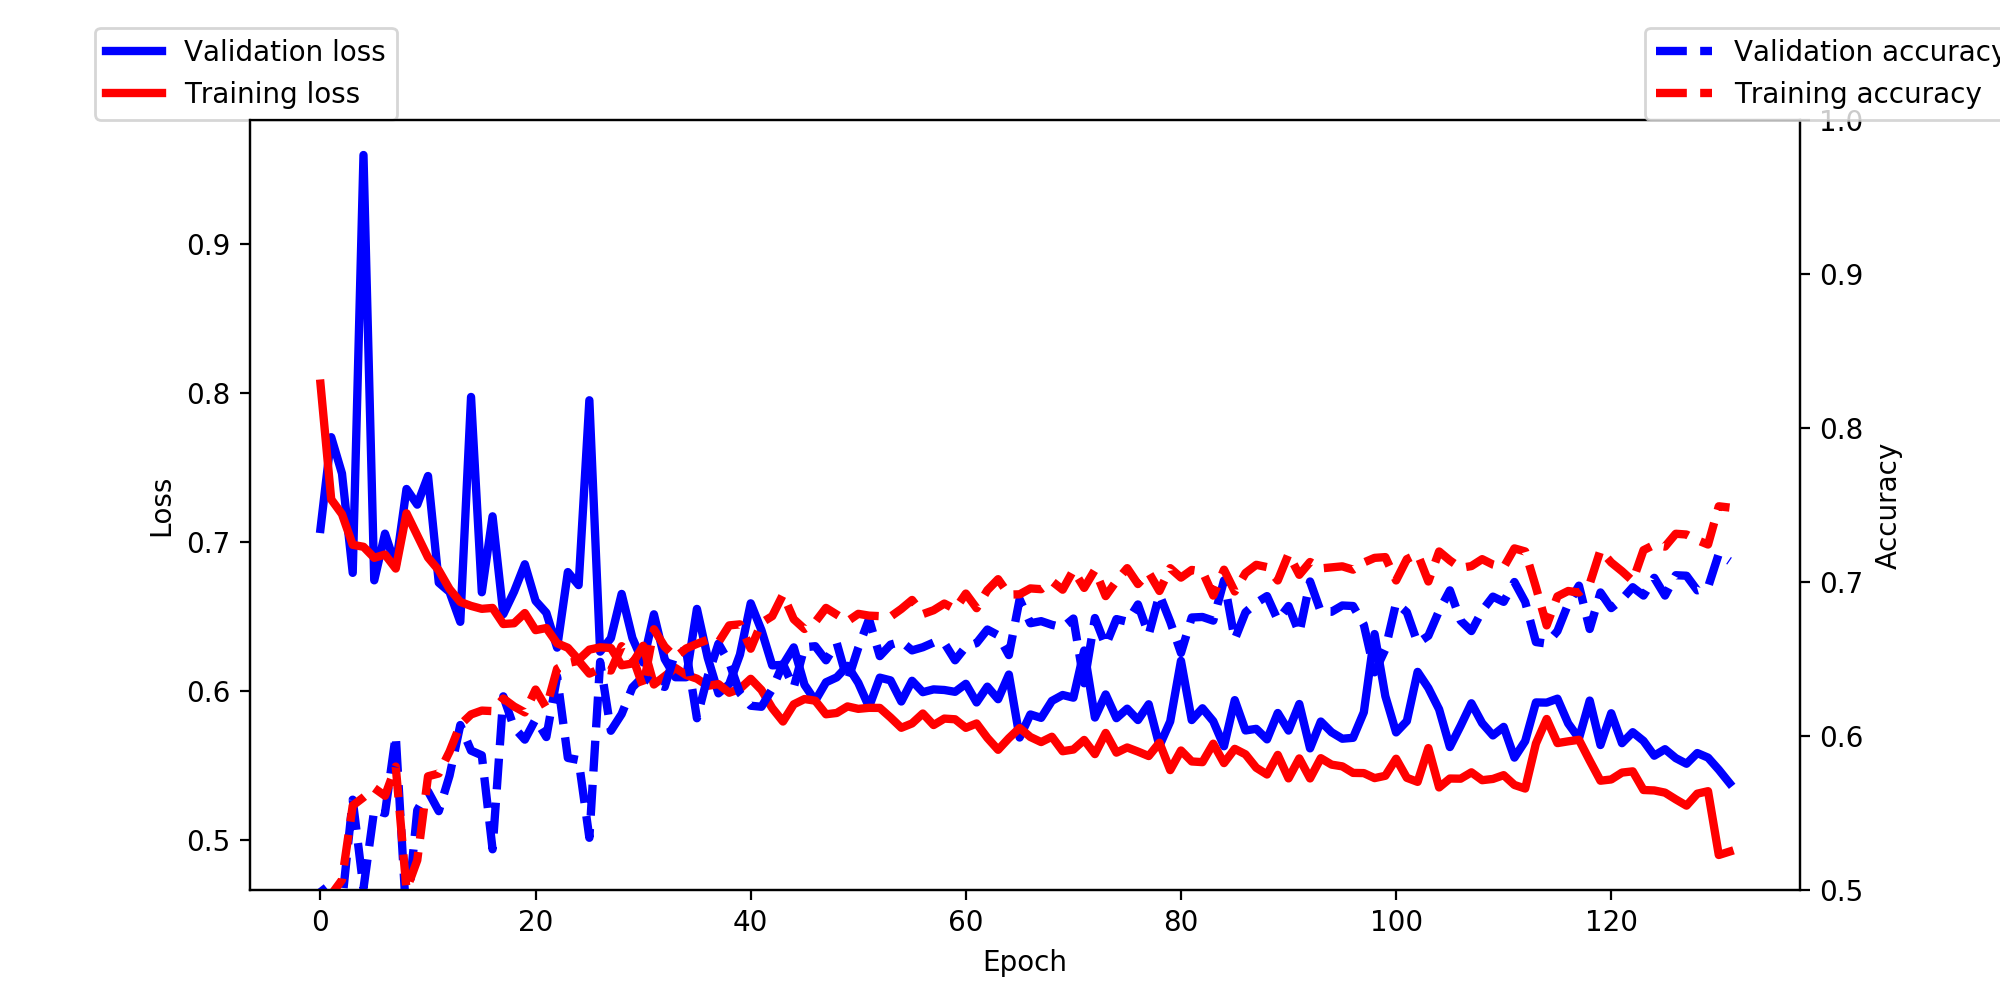 Validation loss
Training loss
Validation accuracy
Training accuracy
1.0
0.9
0.8
0.7
0.6
0.5
Loss
0.9
0.8
0.7
0.6
0.5
Accuracy
0 20 40 60 80 100 120
Epoch